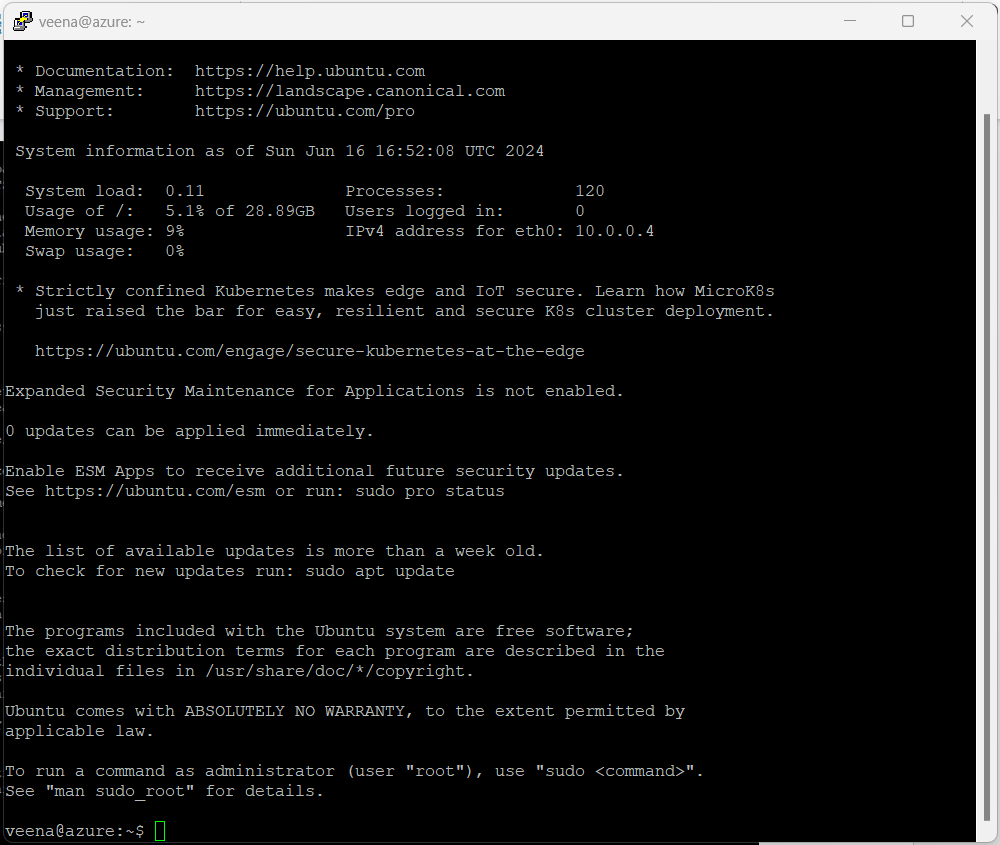 veena@azure: ~
* Documentation:  https://help.ubuntu.com
* Management:     https://landscape.canonical.com
* Support:        https://ubuntu.com/pro
System information as of Sun Jun 16 16:52:08 UTC 2024
System load:  0.11              Processes:             120
Usage of /:   5.1% of 28.89GB   Users logged in:       0
Memory usage: 9%                IPv4 address for eth0: 10.0.0.4
Swap usage:   0%
* Strictly confined Kubernetes makes edge and IoT secure. Learn how MicroK8s
just raised the bar for easy, resilient and secure K8s cluster deployment.
https://ubuntu.com/engage/secure-kubernetes-at-the-edge
Expanded Security Maintenance for Applications is not enabled.
0 updates can be applied immediately.
Enable ESM Apps to receive additional future security updates.
See https://ubuntu.com/esm or run: sudo pro status
The list of available updates is more than a week old.
To check for new updates run: sudo apt update
The programs included with the Ubuntu system are free software;
the exact distribution terms for each program are described in the
individual files in /usr/share/doc/*/copyright.
Ubuntu comes with ABSOLUTELY NO WARRANTY, to the extent permitted by
applicable law.
To run a command as administrator (user "root"), use "sudo <command>".
See "man sudo_root" for details.
veena@azure:~$